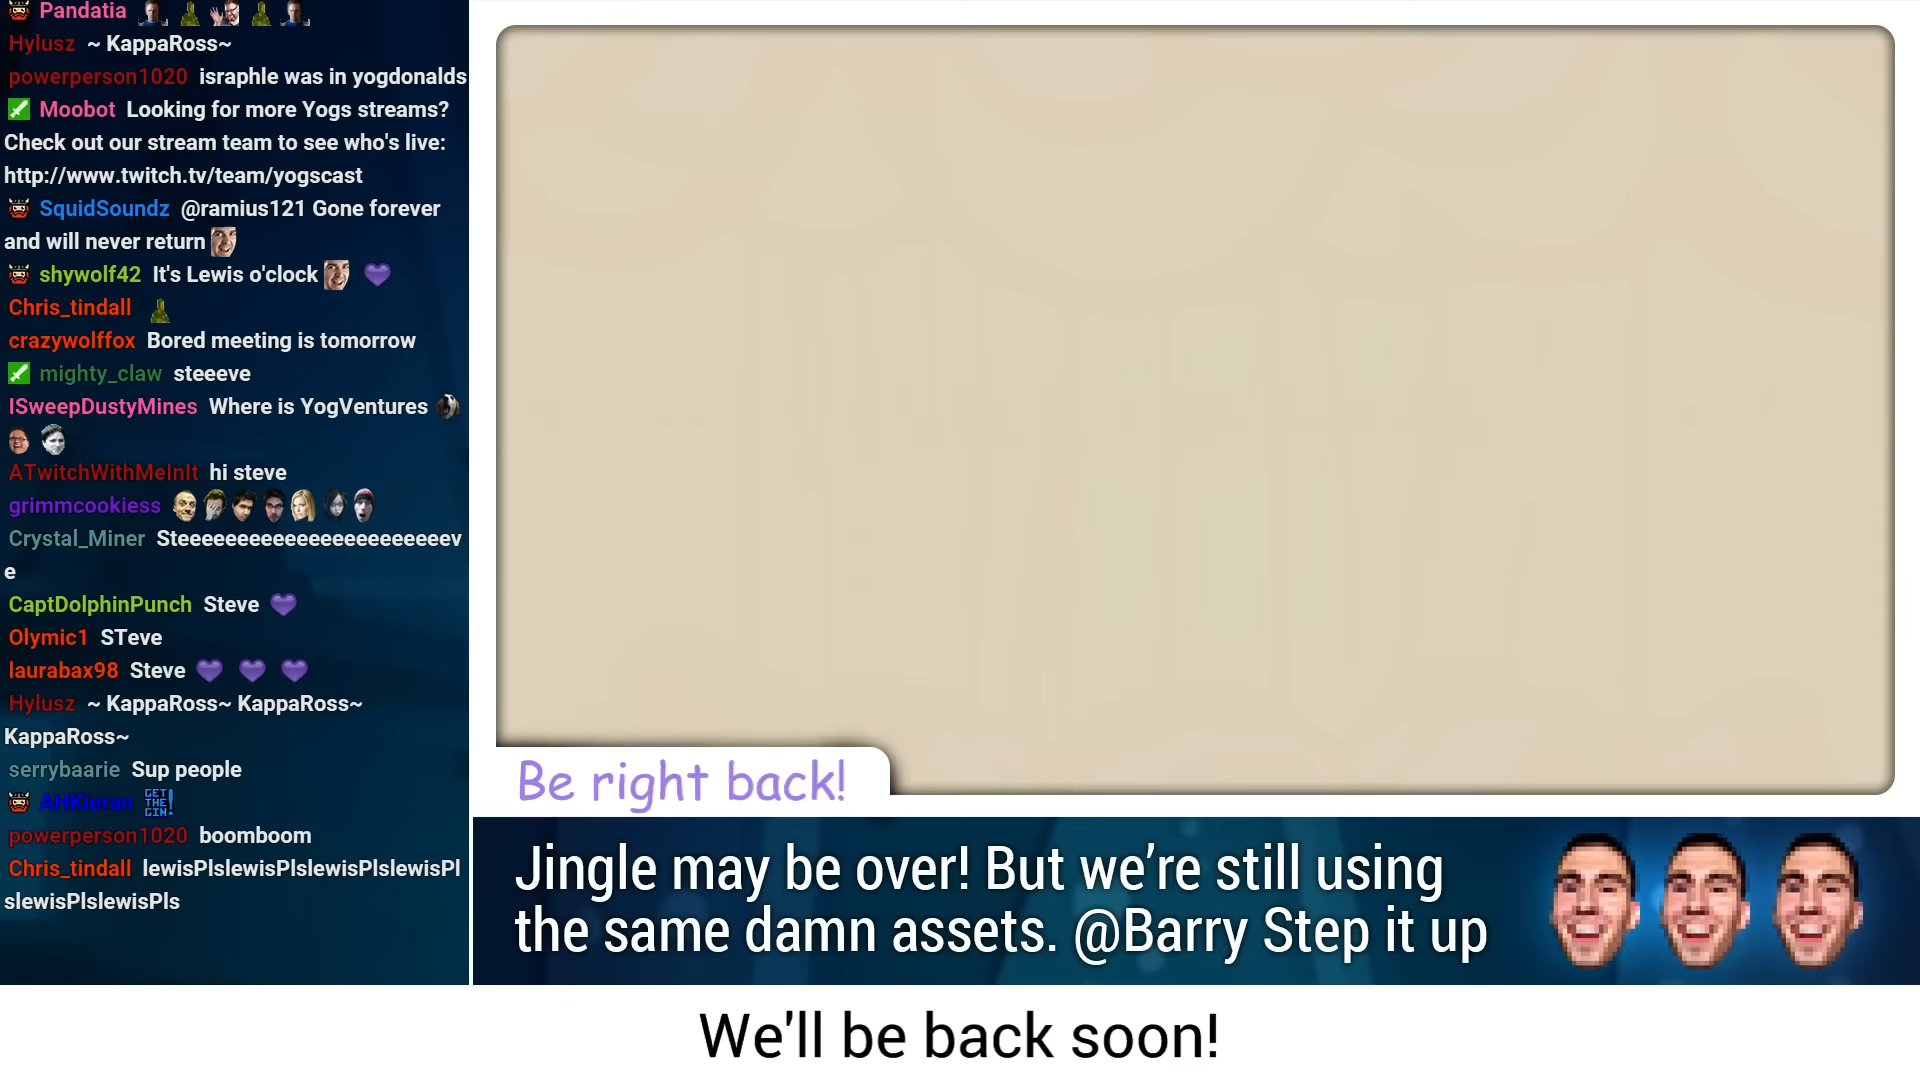 Pandatia
Hylusz ~ KappaRoss~
powerperson1020 israphle was in yogdonalds
Moobot Looking for more Yogs streams?
Check out our stream team to see who's live:
http://www.twitch.tv/team/yogscast
SquidSoundz @ramius121 Gone forever
and will never return
shywolf42 It's Lewis o'clock
Chris_tindall
crazywolffox Bored meeting is tomorrow
mighty_claw steeeve
ISweepDustyMines Where is YogVentures
ATwitchWithMeInIt hi steve
grimmcookiess
Crystal_Miner Steeeeeeeeeeeeeeeeeeeeeeev
e
CaptDolphinPunch Steve
Olymic1 STeve
laurabax98 Steve
Hylusz ~ KappaRoss~ KappaRoss~
KappaRoss~
serrybaarie Sup people
AHKieran GET THE GIN!
powerperson1020 boomboom
Chris_tindall lewisPlslewisPlslewisPlslewisPl
slewisPlslewisPls
Be right back!
Jingle may be over! But we’re still using
the same damn assets. @Barry Step it up
We'll be back soon!